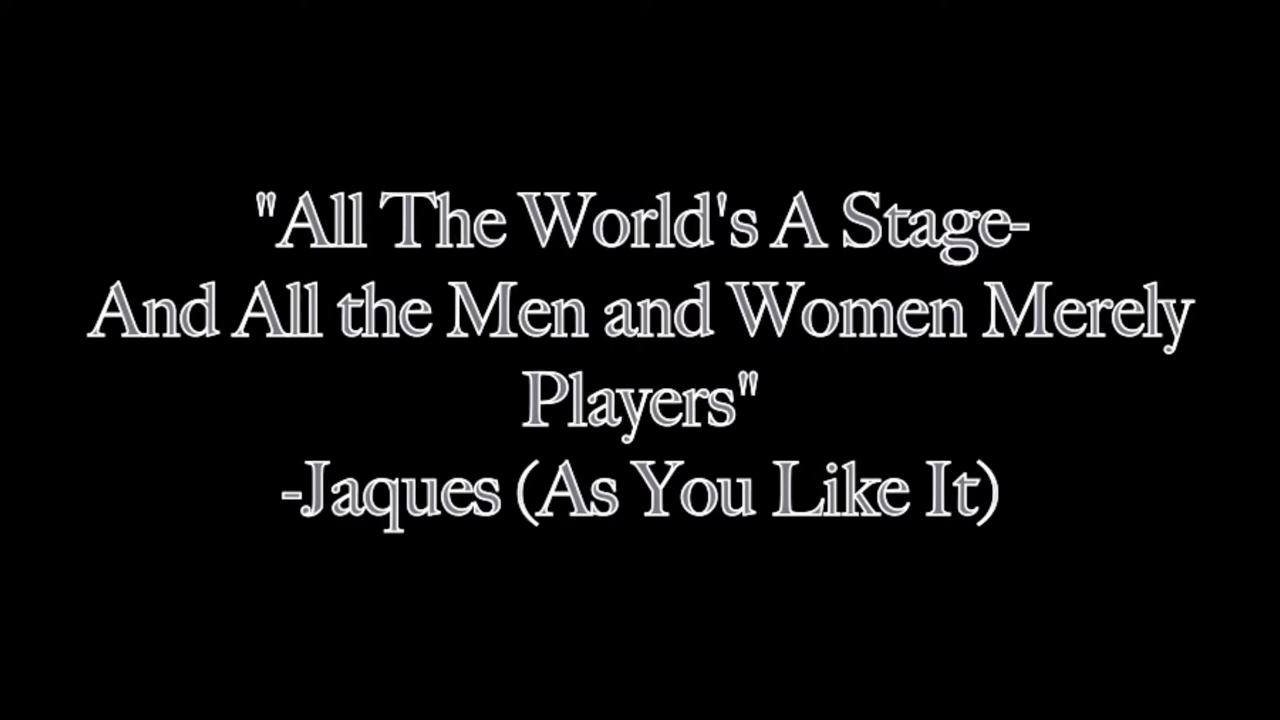 "All The World's A Stage-
And All the Men and Women Merely
Players"
-Jaques (As You Like It)